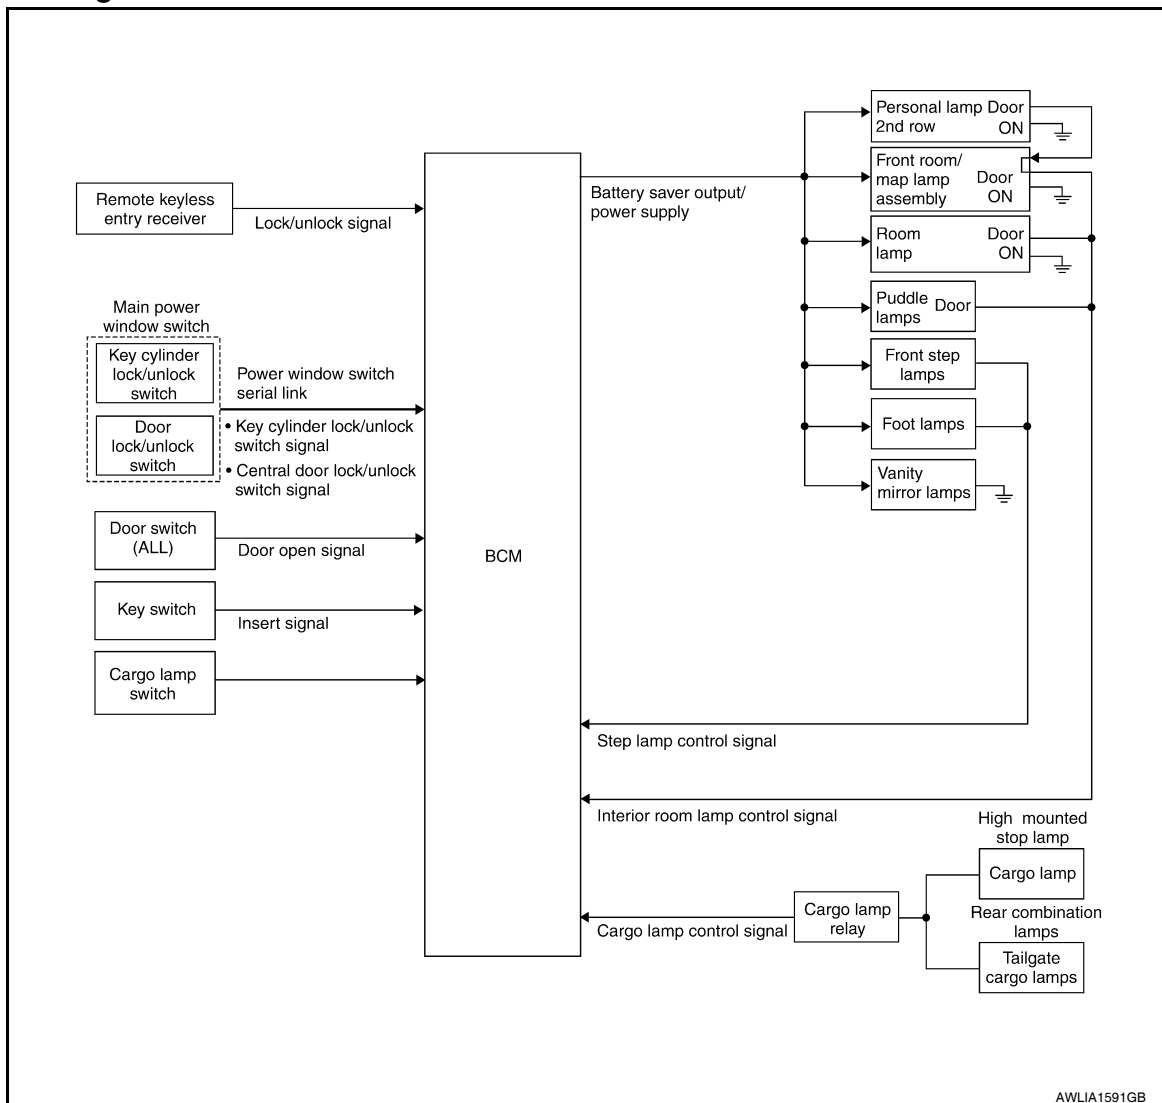 Remote keyless
entry receiver
Lock/unlock signal
Main power
window switch
Key cylinder
lock/unlock
switch
Door
lock/unlock
switch
Power window switch
serial link
• Key cylinder lock/unlock
switch signal
• Central door lock/unlock
switch signal
Door switch
(ALL)
Door open signal
Key switch
Insert signal
Cargo lamp
switch
BCM
Battery saver output/
power supply
Personal lamp Door
2nd row ON
Front room/
map lamp Door
assembly ON
Room Door
lamp ON
Puddle Door
lamps
Front step
lamps
Foot lamps
Vanity
mirror lamps
Step lamp control signal
Interior room lamp control signal
High mounted
stop lamp
Cargo lamp
Cargo lamp
relay
Cargo lamp control signal
Rear combination
lamps
Tailgate
cargo lamps
AWLIA1591GB